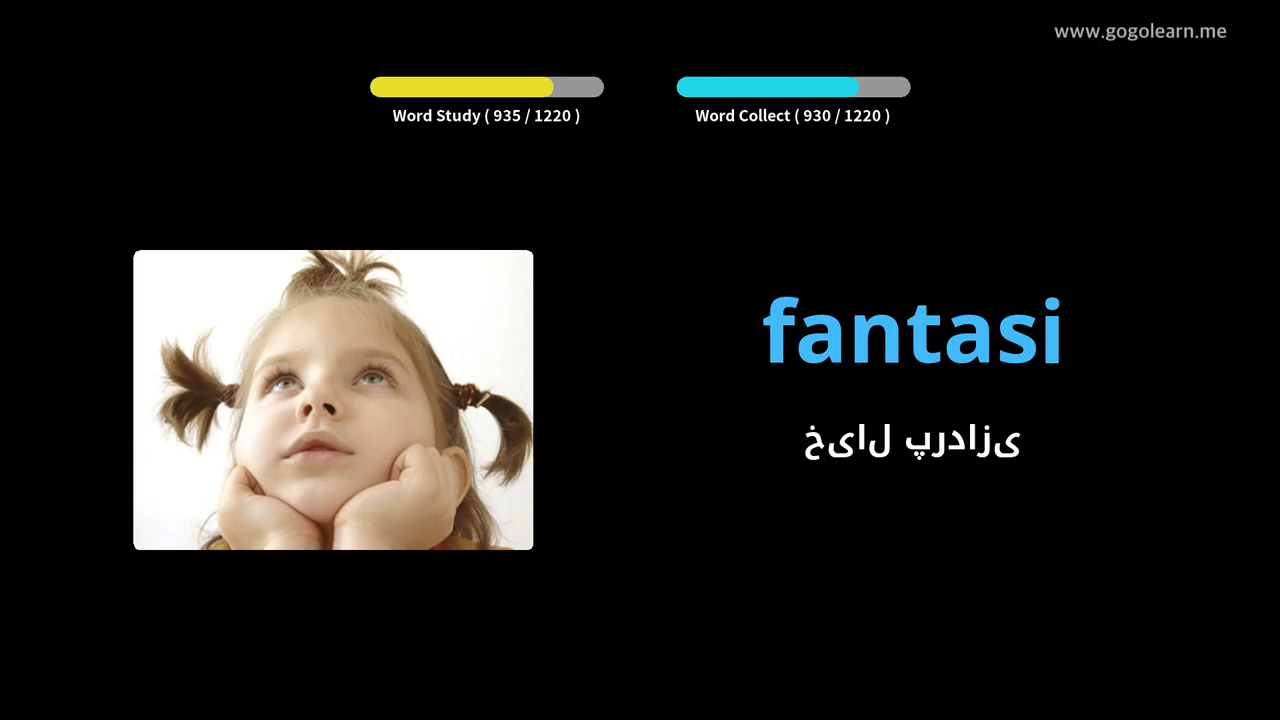 www.gogolearn.me
Word Study ( 935 / 1220 )
Word Collect ( 930 / 1220 )
fantasi
خیال پردازی